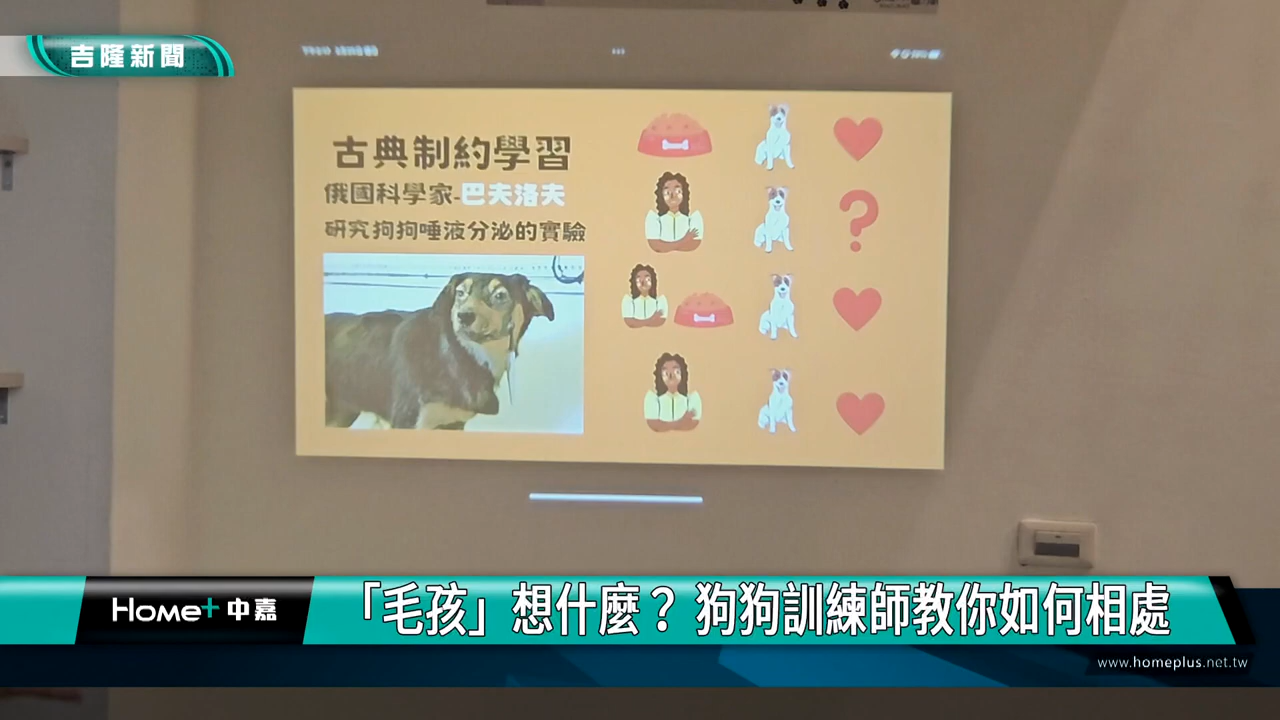 吉隆新聞
古典制約學習
俄國科學家-巴夫洛夫
研究狗狗唾液分泌的實驗
?
Home+中嘉
「毛孩」想什麼？狗狗訓練師教你如何相處
www.homeplus.net.tw